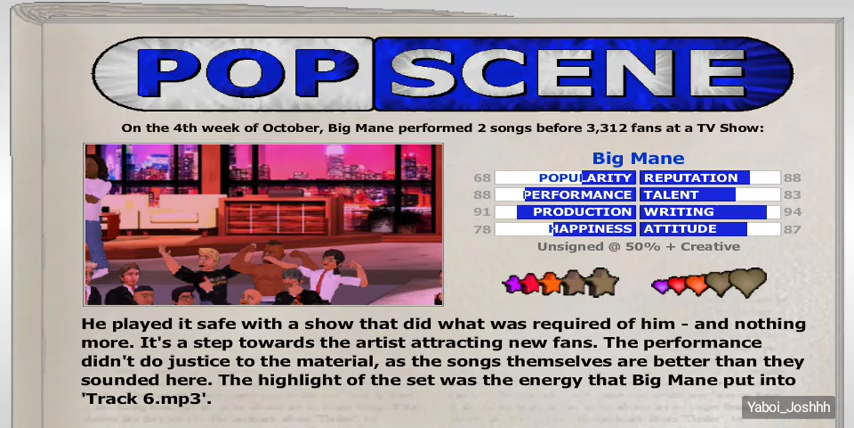 POP SCENE
On the 4th week of October, Big Mane performed 2 songs before 3,312 fans at a TV Show:
Big Mane
68 POPULARITY REPUTATION 88
88 PERFORMANCE TALENT 83
91 PRODUCTION WRITING 94
78 HAPPINESS ATTITUDE 87
Unsigned @ 50% + Creative
He played it safe with a show that did what was required of him - and nothing
more. It's a step towards the artist attracting new fans. The performance
didn't do justice to the material, as the songs themselves are better than they
sounded here. The highlight of the set was the energy that Big Mane put into
'Track 6.mp3'.
Yaboi_Joshhh